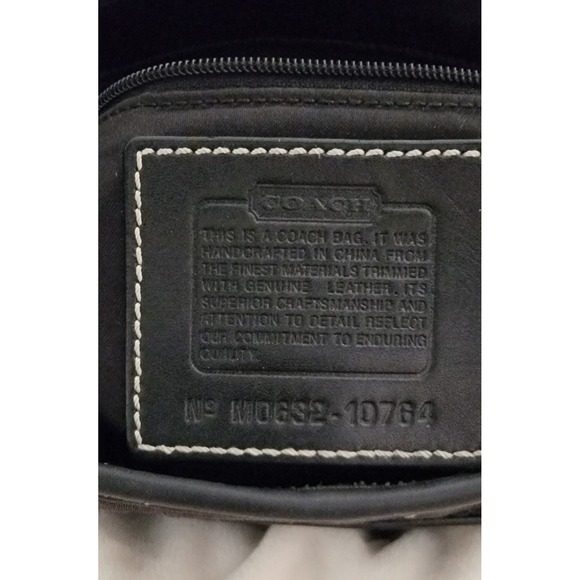 COACH
THIS IS A COACH BAG. IT WAS
HANDCRAFTED IN CHINA FROM
THE FINEST MATERIALS TRIMMED
WITH GENUINE LEATHER. ITS
SUPERIOR CRAFTSMANSHIP AND
ATTENTION TO DETAIL REFLECT
OUR COMMITMENT TO ENDURING
QUALITY.
Nº M0632-10764